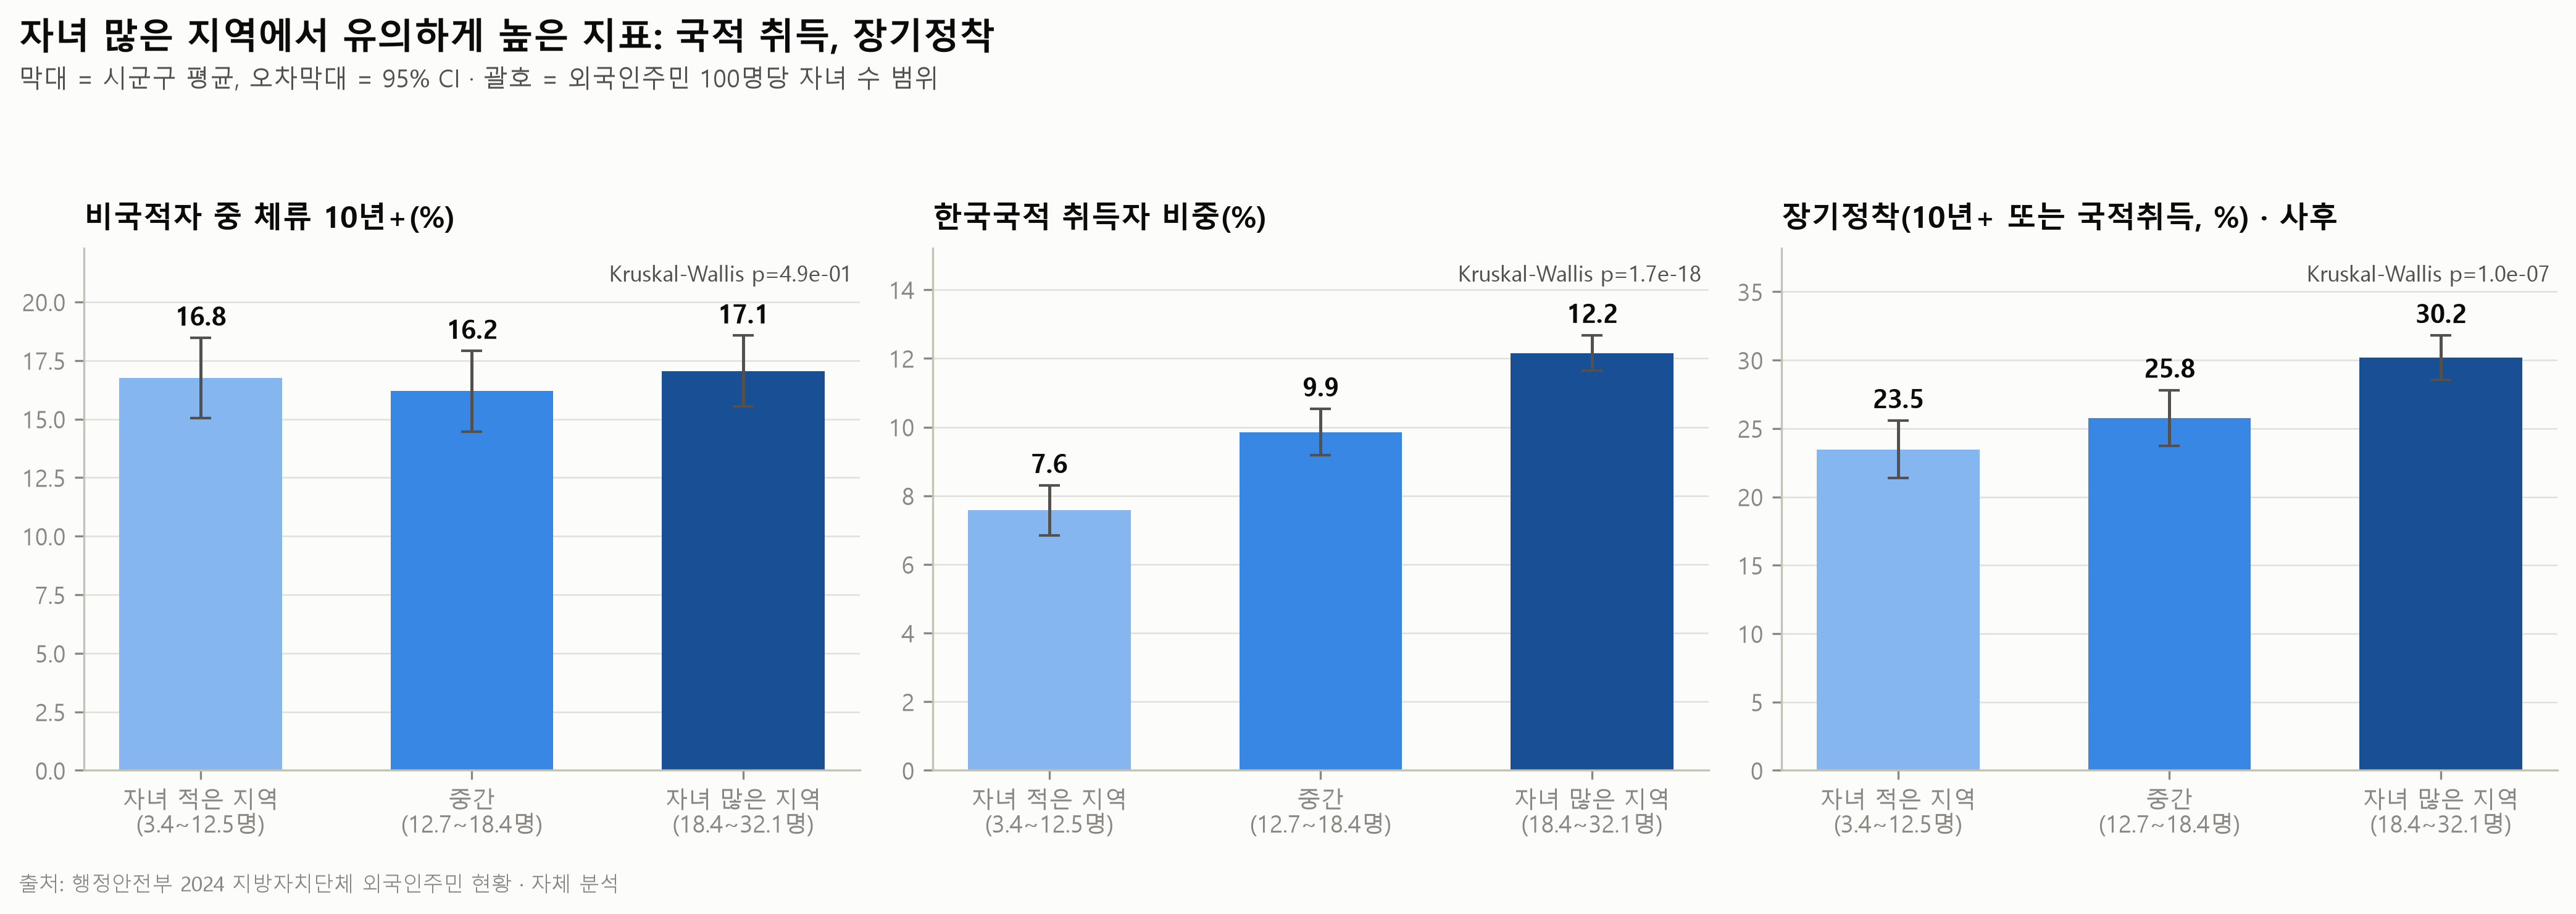 자녀 많은 지역에서 유의하게 높은 지표: 국적 취득, 장기정착
막대 = 시군구 평균, 오차막대 = 95% CI · 괄호 = 외국인주민 100명당 자녀 수 범위
비국적자 중 체류 10년+(%)
Kruskal-Wallis p=4.9e-01
20.0
17.5
15.0
12.5
10.0
7.5
5.0
2.5
0.0
16.8
16.2
17.1
자녀 적은 지역
(3.4~12.5명)
중간
(12.7~18.4명)
자녀 많은 지역
(18.4~32.1명)
한국국적 취득자 비중(%)
Kruskal-Wallis p=1.7e-18
14
12
10
8
6
4
2
0
7.6
9.9
12.2
자녀 적은 지역
(3.4~12.5명)
중간
(12.7~18.4명)
자녀 많은 지역
(18.4~32.1명)
장기정착(10년+ 또는 국적취득, %) · 사후
Kruskal-Wallis p=1.0e-07
35
30
25
20
15
10
5
0
23.5
25.8
30.2
자녀 적은 지역
(3.4~12.5명)
중간
(12.7~18.4명)
자녀 많은 지역
(18.4~32.1명)
출처: 행정안전부 2024 지방자치단체 외국인주민 현황 · 자체 분석